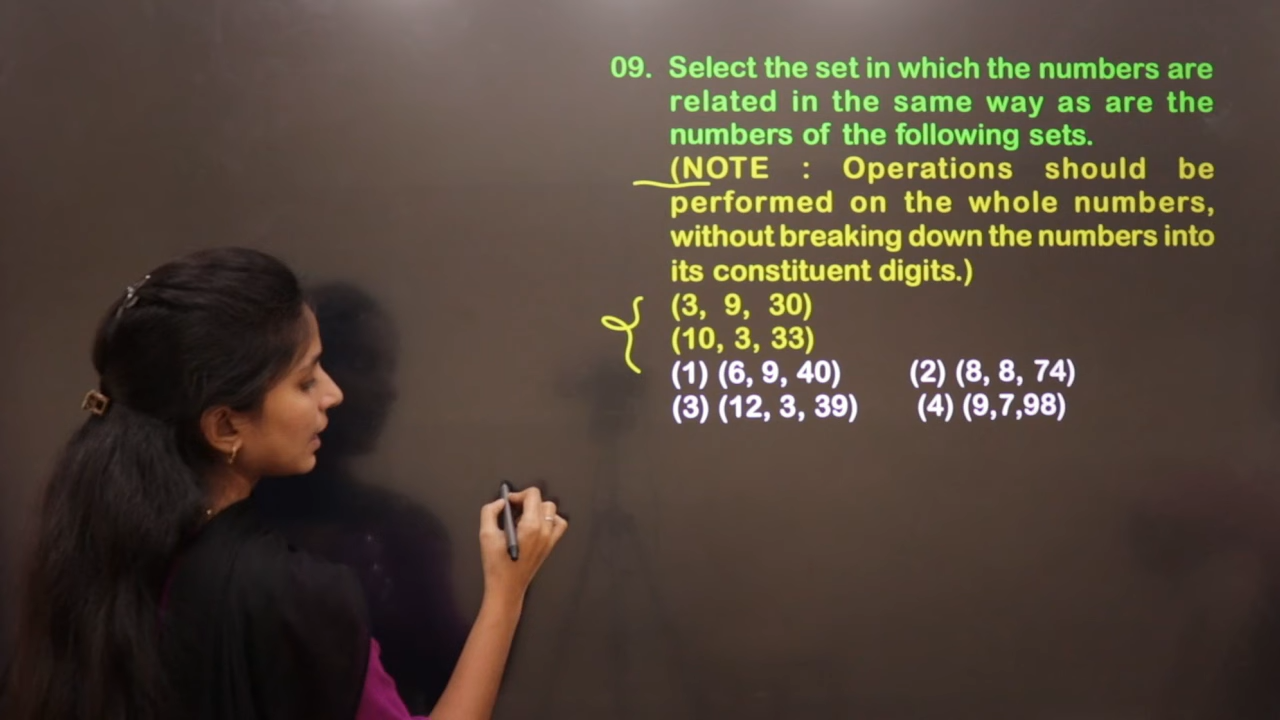 09. Select the set in which the numbers are
related in the same way as are the
numbers of the following sets.
(NOTE : Operations should be
performed on the whole numbers,
without breaking down the numbers into
its constituent digits.)
(3, 9, 30)
(10, 3, 33)
(1) (6, 9, 40) (2) (8, 8, 74)
(3) (12, 3, 39) (4) (9,7,98)